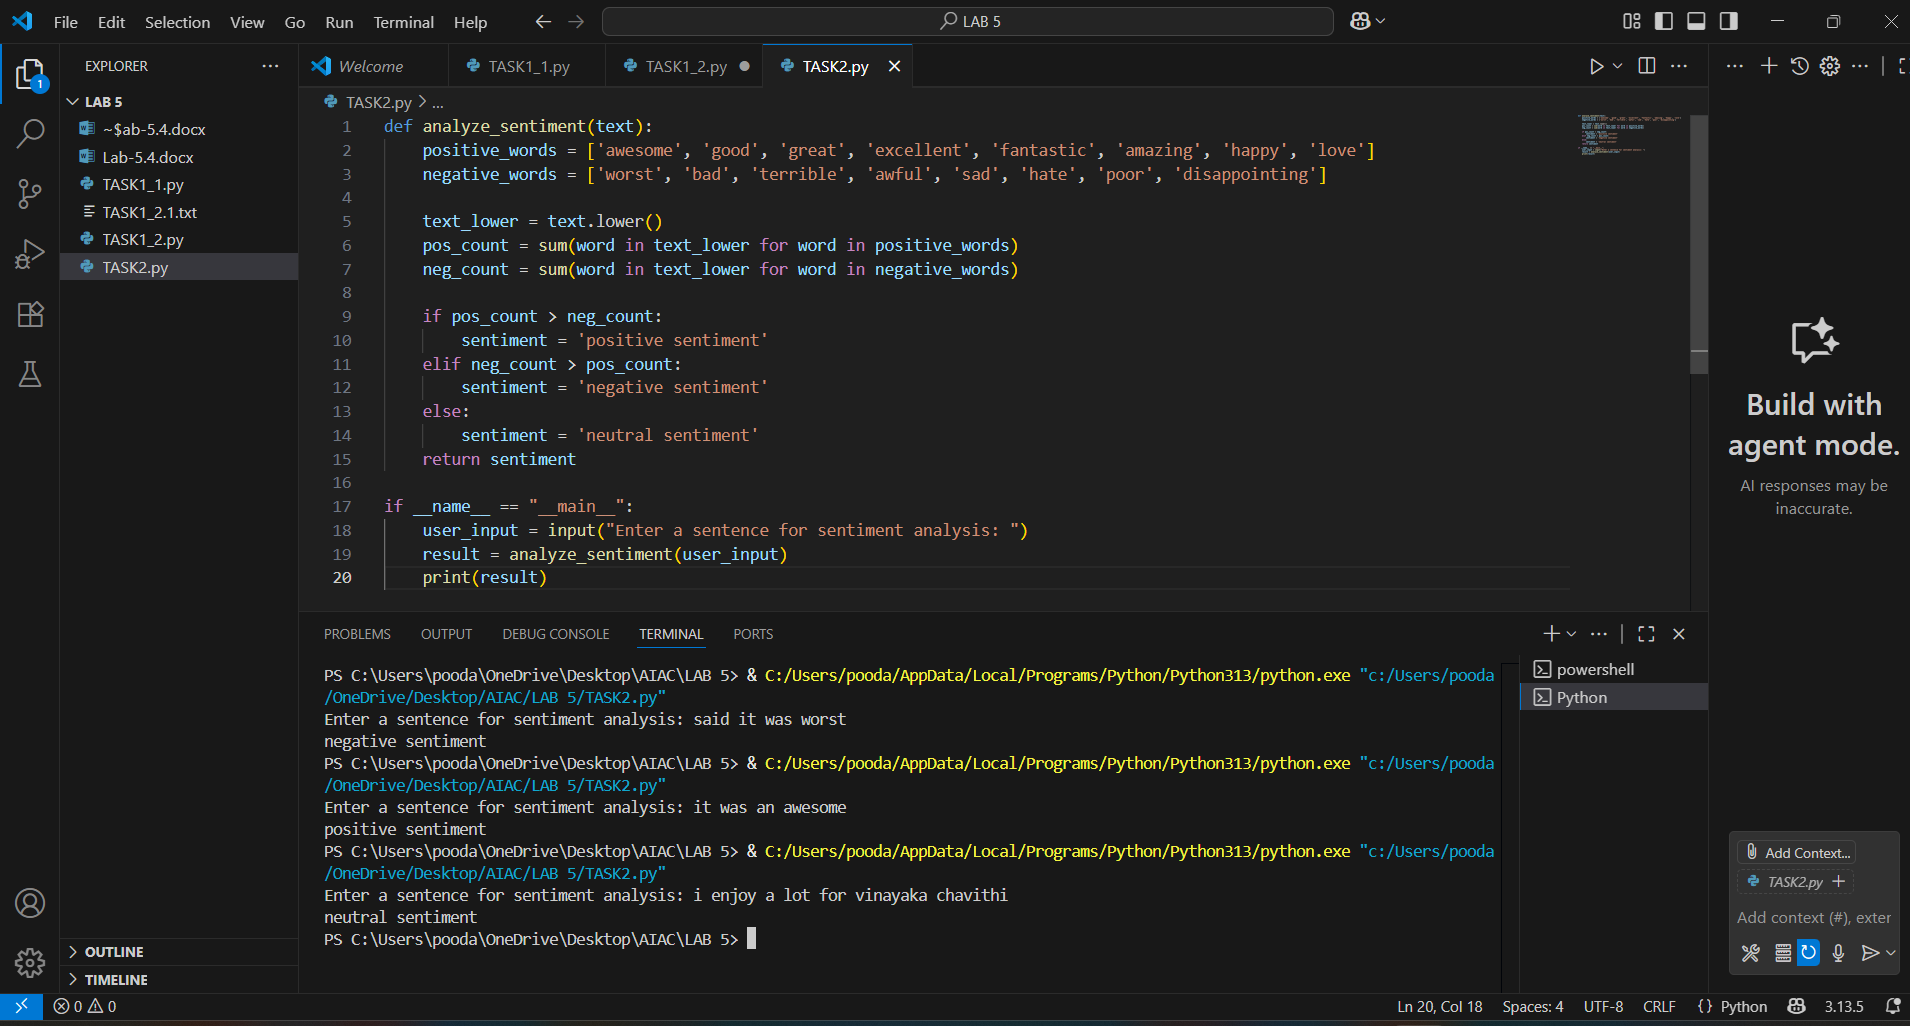 File Edit Selection View Go Run Terminal Help
LAB 5
EXPLORER
LAB 5
~$ab-5.4.docx
Lab-5.4.docx
TASK1_1.py
TASK1_2.1.txt
TASK1_2.py
TASK2.py
OUTLINE
TIMELINE
1
Welcome TASK1_1.py TASK1_2.py TASK2.py
TASK2.py > ...
1 def analyze_sentiment(text):
2     positive_words = ['awesome', 'good', 'great', 'excellent', 'fantastic', 'amazing', 'happy', 'love']
3     negative_words = ['worst', 'bad', 'terrible', 'awful', 'sad', 'hate', 'poor', 'disappointing']
4
5     text_lower = text.lower()
6     pos_count = sum(word in text_lower for word in positive_words)
7     neg_count = sum(word in text_lower for word in negative_words)
8
9     if pos_count > neg_count:
10         sentiment = 'positive sentiment'
11     elif neg_count > pos_count:
12         sentiment = 'negative sentiment'
13     else:
14         sentiment = 'neutral sentiment'
15     return sentiment
16
17 if __name__ == "__main__":
18     user_input = input("Enter a sentence for sentiment analysis: ")
19     result = analyze_sentiment(user_input)
20     print(result)
PROBLEMS OUTPUT DEBUG CONSOLE TERMINAL PORTS
PS C:\Users\pooda\OneDrive\Desktop\AIAC\LAB 5> & C:/Users/pooda/AppData/Local/Programs/Python/Python313/python.exe "c:/Users/pooda
/OneDrive/Desktop/AIAC/LAB 5/TASK2.py"
Enter a sentence for sentiment analysis: said it was worst
negative sentiment
PS C:\Users\pooda\OneDrive\Desktop\AIAC\LAB 5> & C:/Users/pooda/AppData/Local/Programs/Python/Python313/python.exe "c:/Users/pooda
/OneDrive/Desktop/AIAC/LAB 5/TASK2.py"
Enter a sentence for sentiment analysis: it was an awesome
positive sentiment
PS C:\Users\pooda\OneDrive\Desktop\AIAC\LAB 5> & C:/Users/pooda/AppData/Local/Programs/Python/Python313/python.exe "c:/Users/pooda
/OneDrive/Desktop/AIAC/LAB 5/TASK2.py"
Enter a sentence for sentiment analysis: i enjoy a lot for vinayaka chavithi
neutral sentiment
PS C:\Users\pooda\OneDrive\Desktop\AIAC\LAB 5>
powershell
Python
Build with
agent mode.
AI responses may be
inaccurate.
Add Context...
TASK2.py +
Add context (#), exter
0 0
Ln 20, Col 18 Spaces: 4 UTF-8 CRLF {} Python 3.13.5